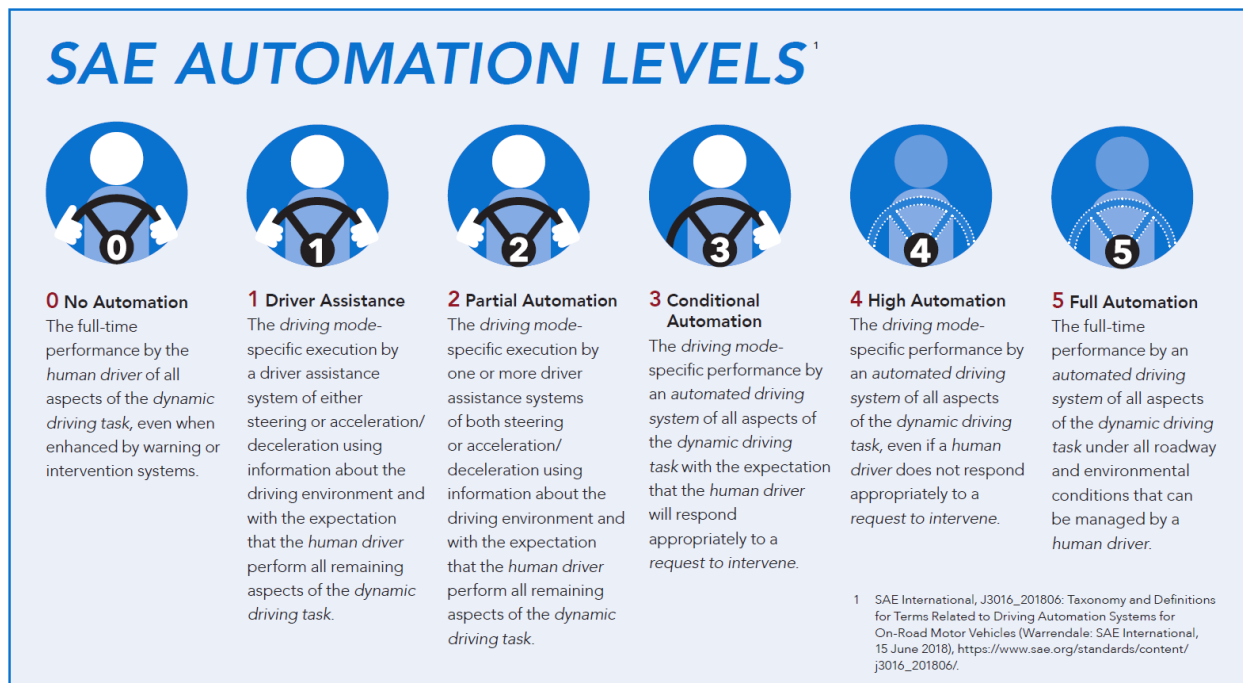 SAE AUTOMATION LEVELS¹
0
1
2
3
4
5
0 No Automation
The full-time
performance by the
human driver of all
aspects of the dynamic
driving task, even when
enhanced by warning or
intervention systems.
1 Driver Assistance
The driving mode-
specific execution by
a driver assistance
system of either
steering or acceleration/
deceleration using
information about the
driving environment and
with the expectation
that the human driver
perform all remaining
aspects of the dynamic
driving task.
2 Partial Automation
The driving mode-
specific execution by
one or more driver
assistance systems
of both steering
or acceleration/
deceleration using
information about the
driving environment and
with the expectation
that the human driver
perform all remaining
aspects of the dynamic
driving task.
3 Conditional
Automation
The driving mode-
specific performance by
an automated driving
system of all aspects of
the dynamic driving
task with the expectation
that the human driver
will respond
appropriately to a
request to intervene.
4 High Automation
The driving mode-
specific performance by
an automated driving
system of all aspects
of the dynamic driving
task, even if a human
driver does not respond
appropriately to a
request to intervene.
5 Full Automation
The full-time
performance by an
automated driving
system of all aspects
of the dynamic driving
task under all roadway
and environmental
conditions that can
be managed by a
human driver.
1 SAE International, J3016_201806: Taxonomy and Definitions
for Terms Related to Driving Automation Systems for
On-Road Motor Vehicles (Warrendale: SAE International,
15 June 2018), https://www.sae.org/standards/content/
j3016_201806/.